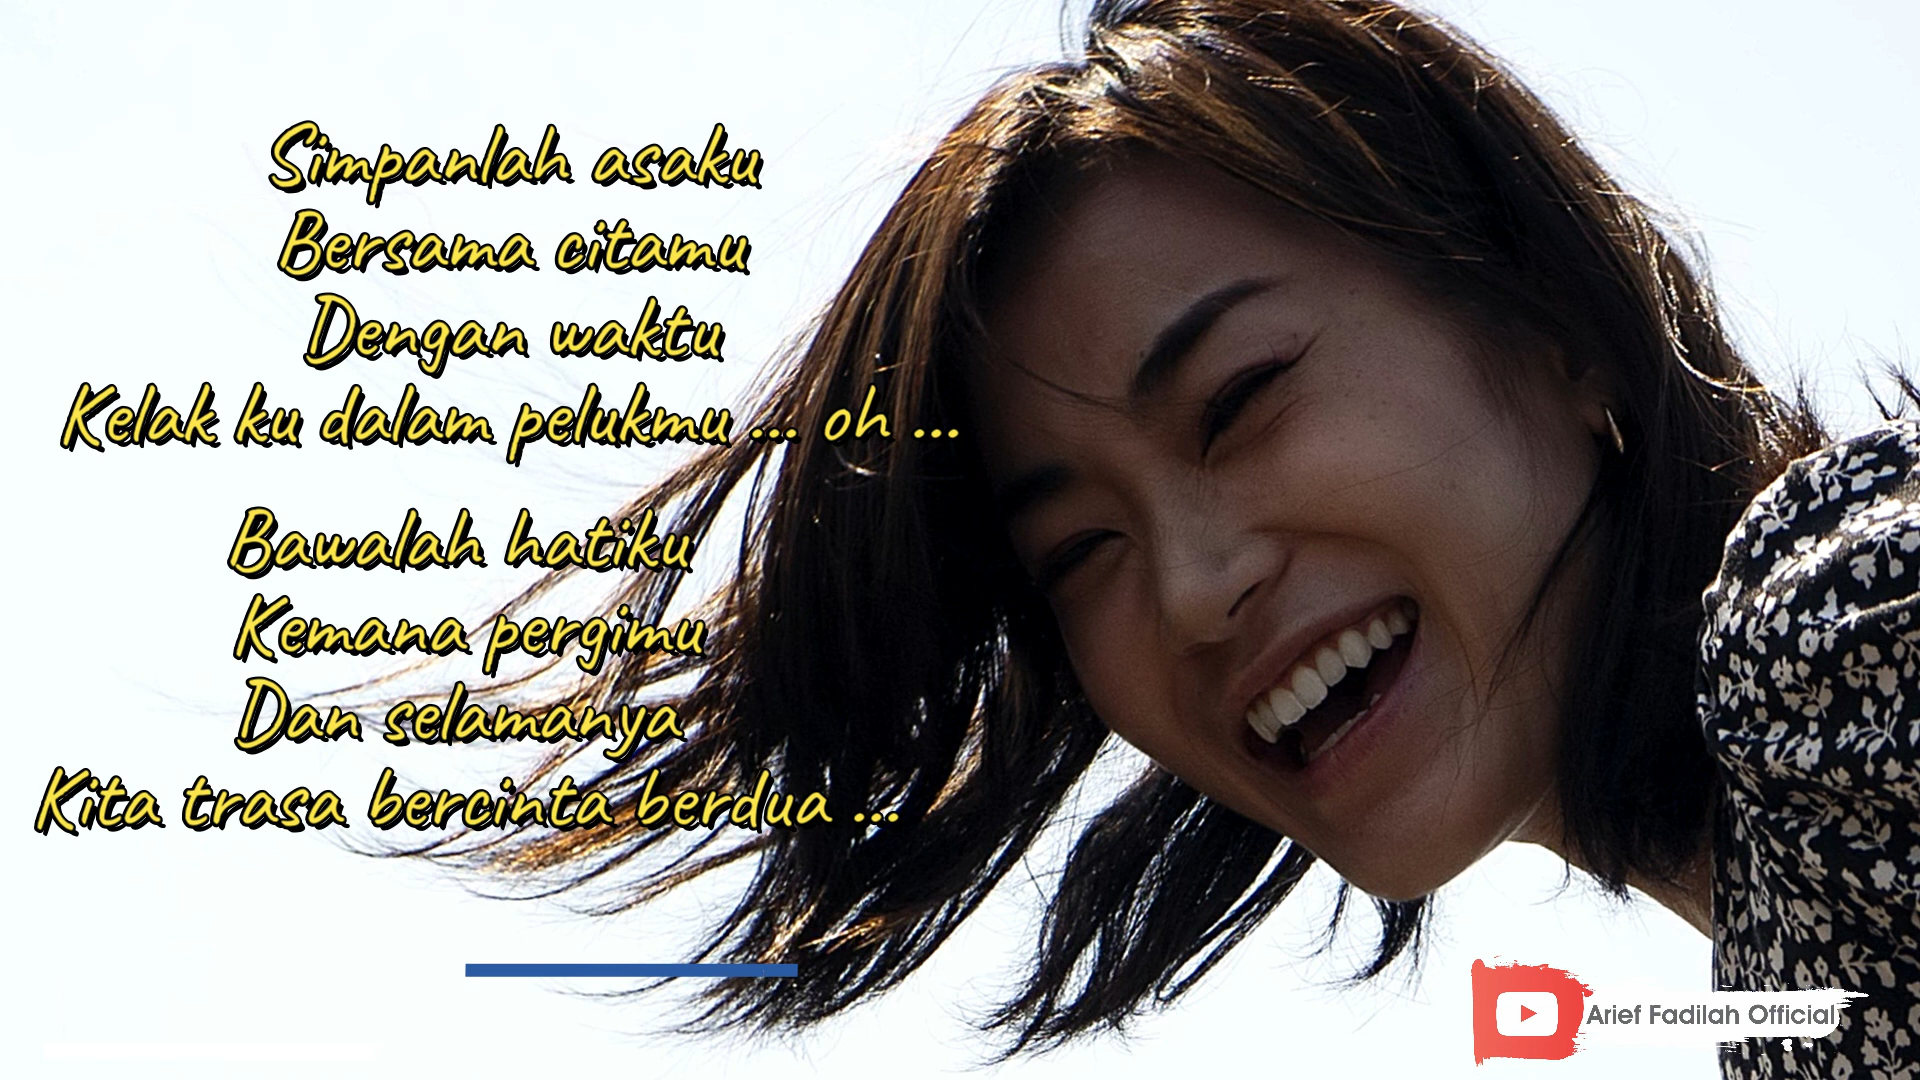 Simpanlah asaku
Bersama citamu
Dengan waktu
Kelak ku dalam pelukmu ... oh ...
Bawalah hatiku
Kemana pergimu
Dan selamanya
Kita trasa bercinta berdua ...
Arief Fadilah Official